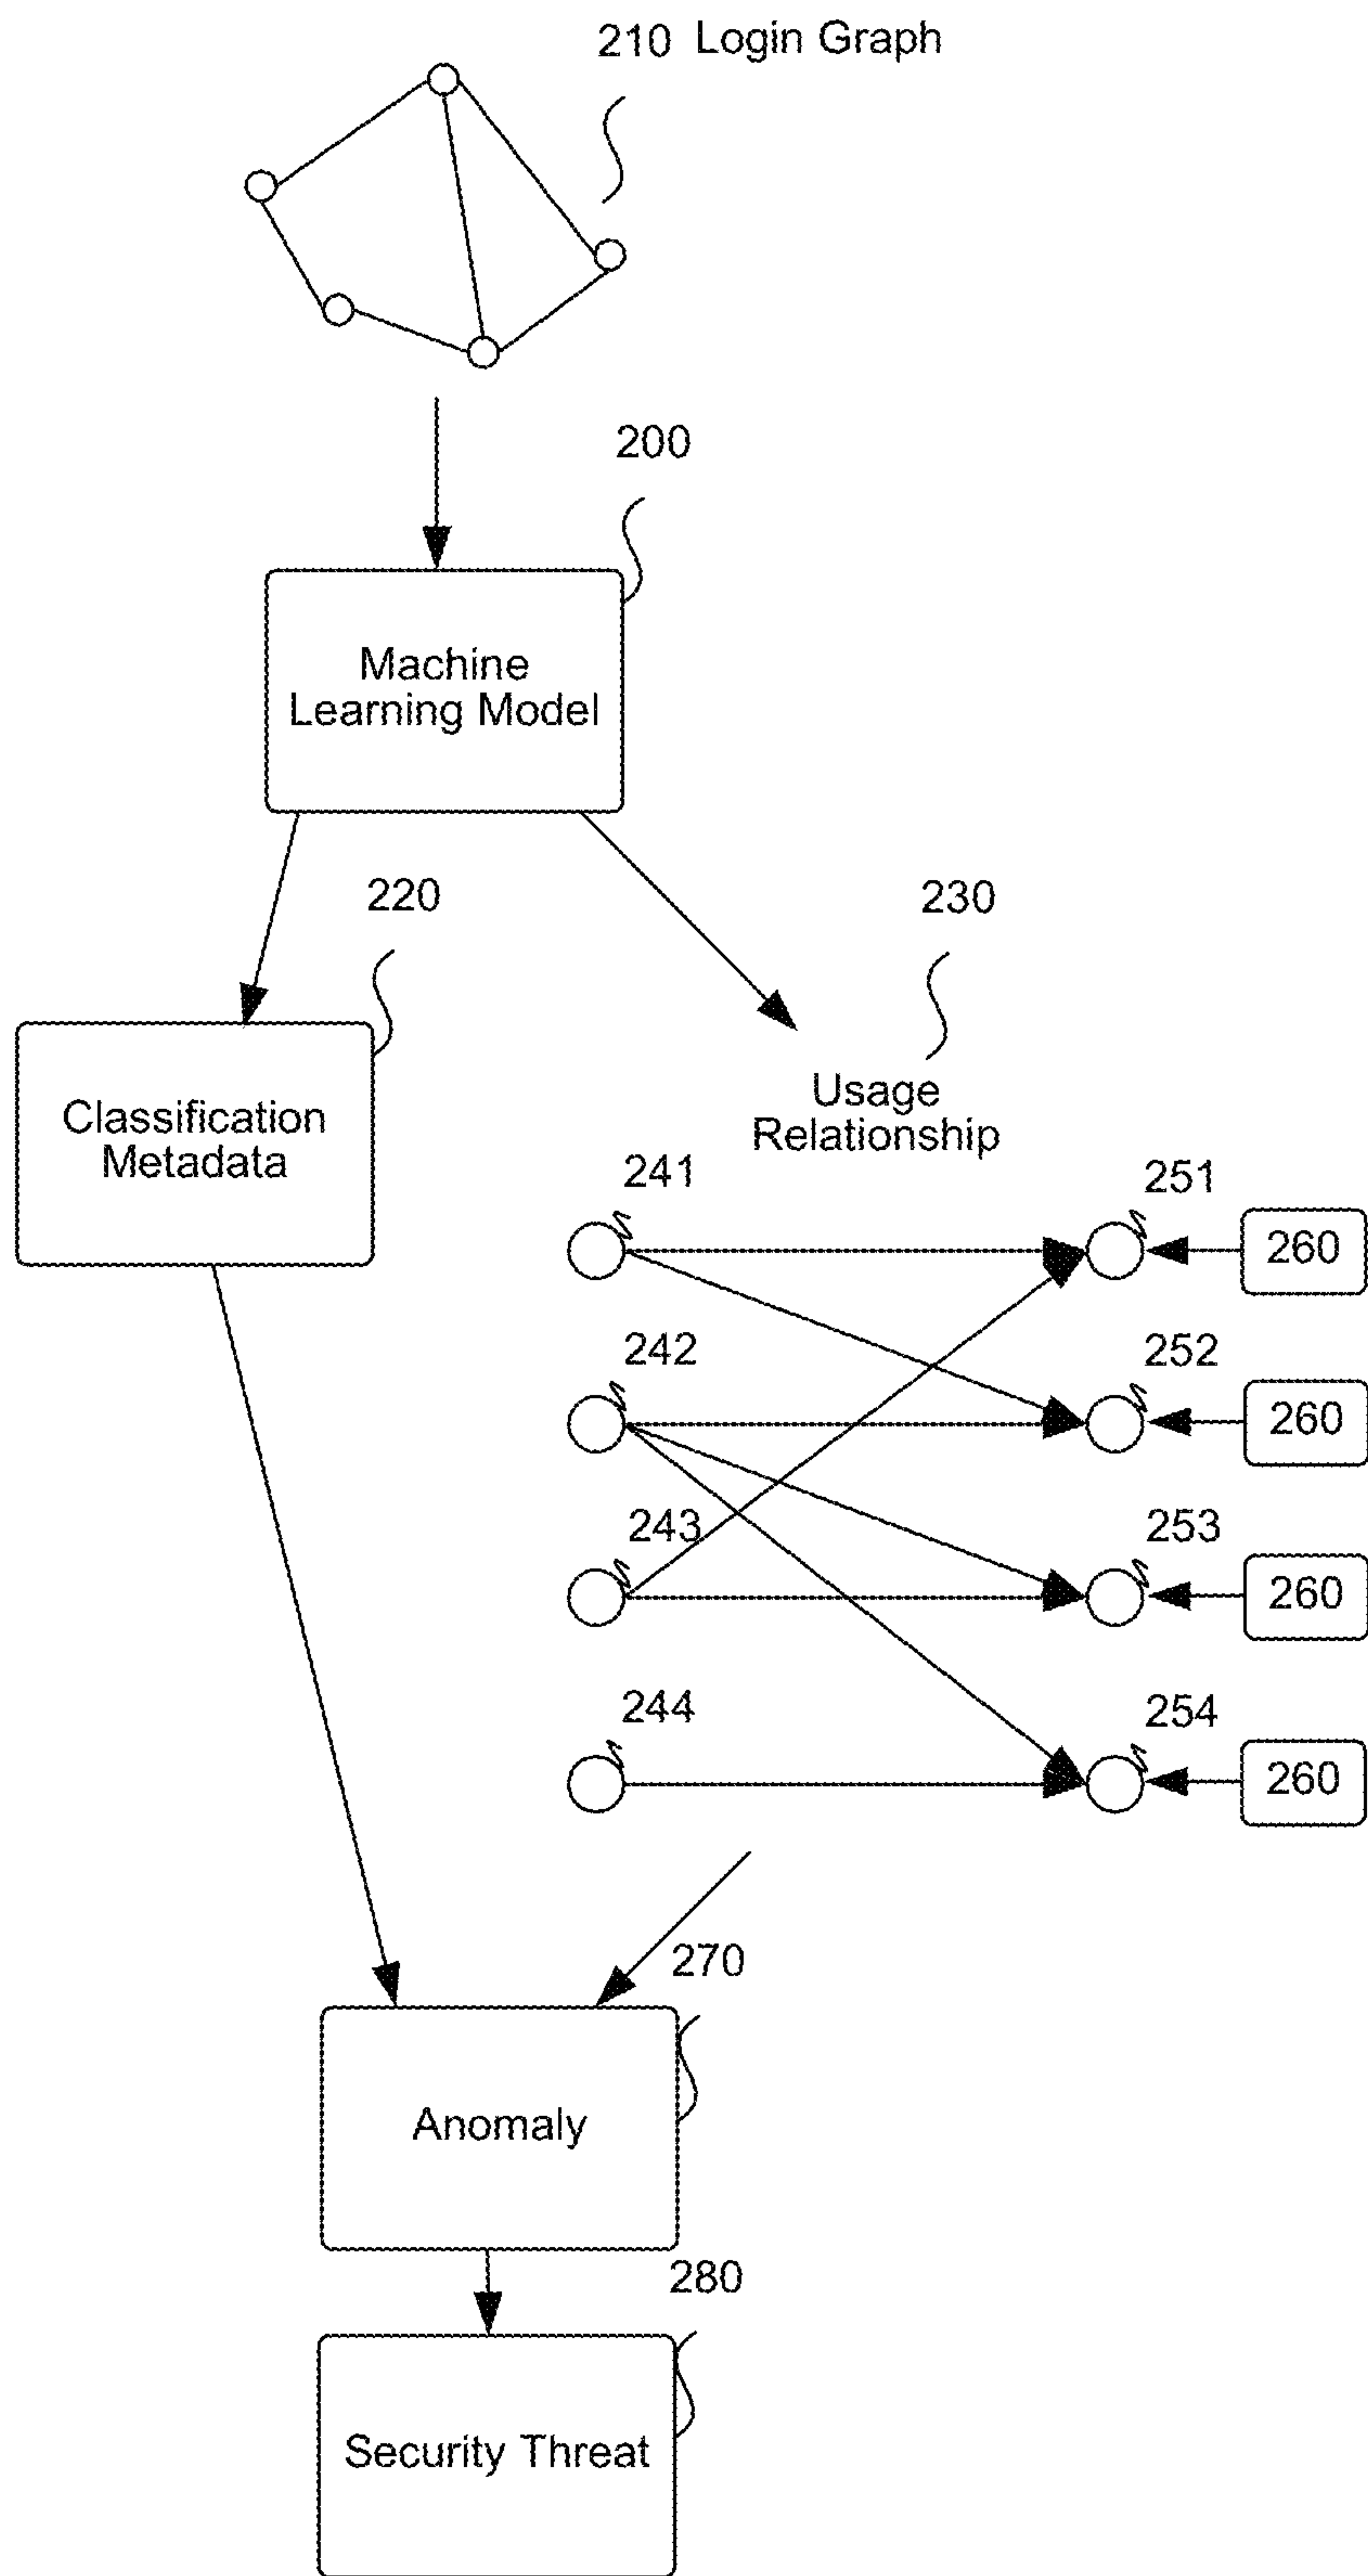 210 Login Graph
200
Machine
Learning Model
220
230
Classification
Metadata
Usage
Relationship
241
251
260
242
252
260
243
253
260
244
254
260
270
Anomaly
280
Security Threat